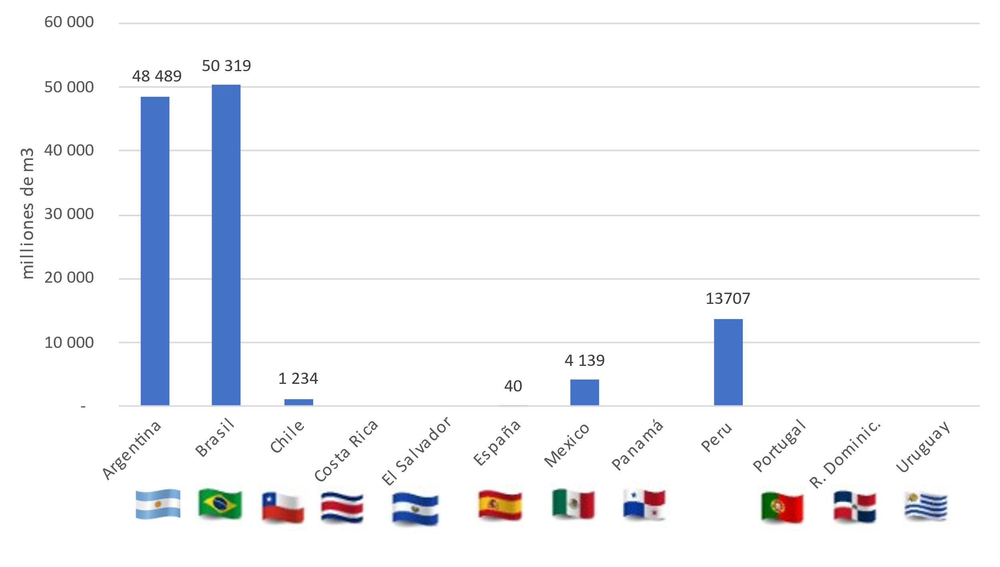 60 000
50 319
48 489
50 000
40 000
milliones de m3
30 000
20 000
13707
10 000
4 139
1 234
40
-
Argentina
Brasil
Chile
Costa Rica
El Salvador
España
Mexico
Panamá
Peru
Portugal
R. Dominic.
Uruguay